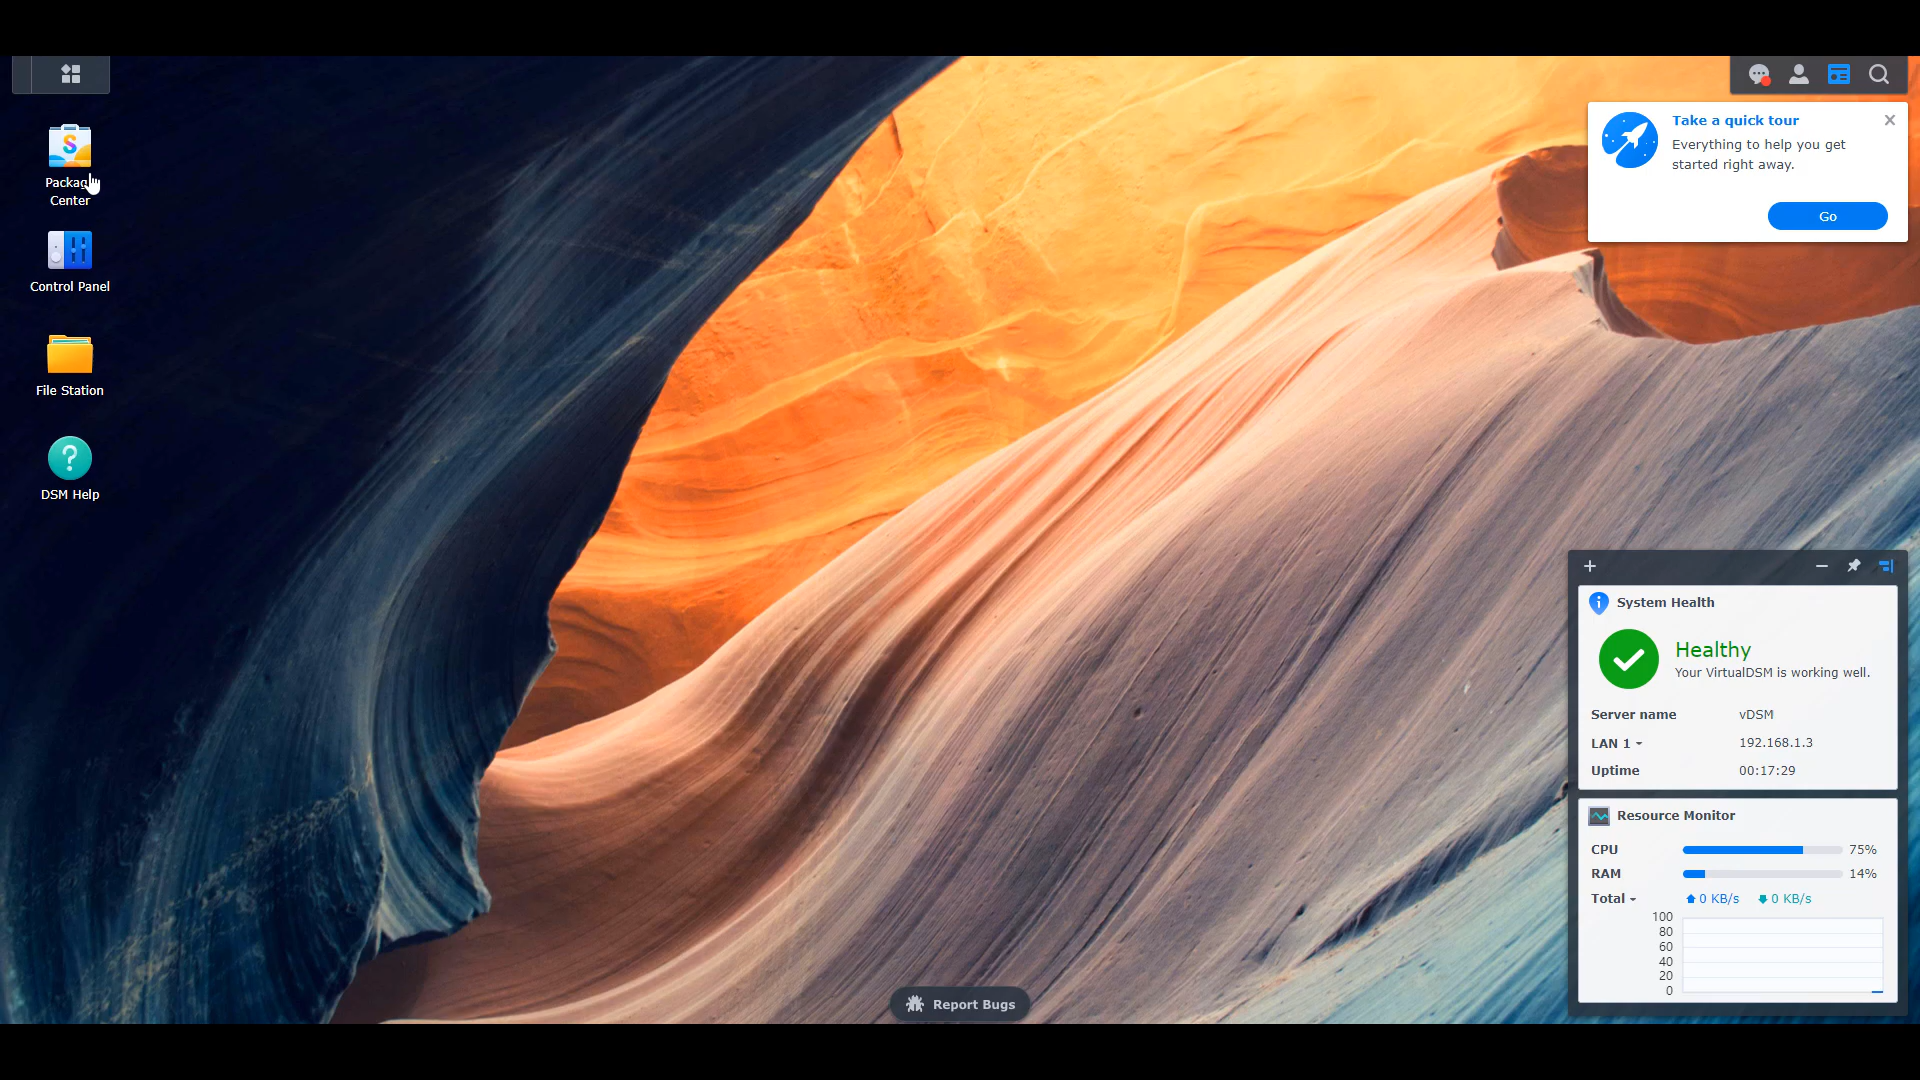 Package
Center
Control Panel
File Station
DSM Help
Take a quick tour
Everything to help you get
started right away.
Go
System Health
Healthy
Your VirtualDSM is working well.
Server name vDSM
LAN 1 192.168.1.3
Uptime 00:17:29
Resource Monitor
CPU 75%
RAM 14%
Total 0 KB/s 0 KB/s
100
80
60
40
20
0
Report Bugs